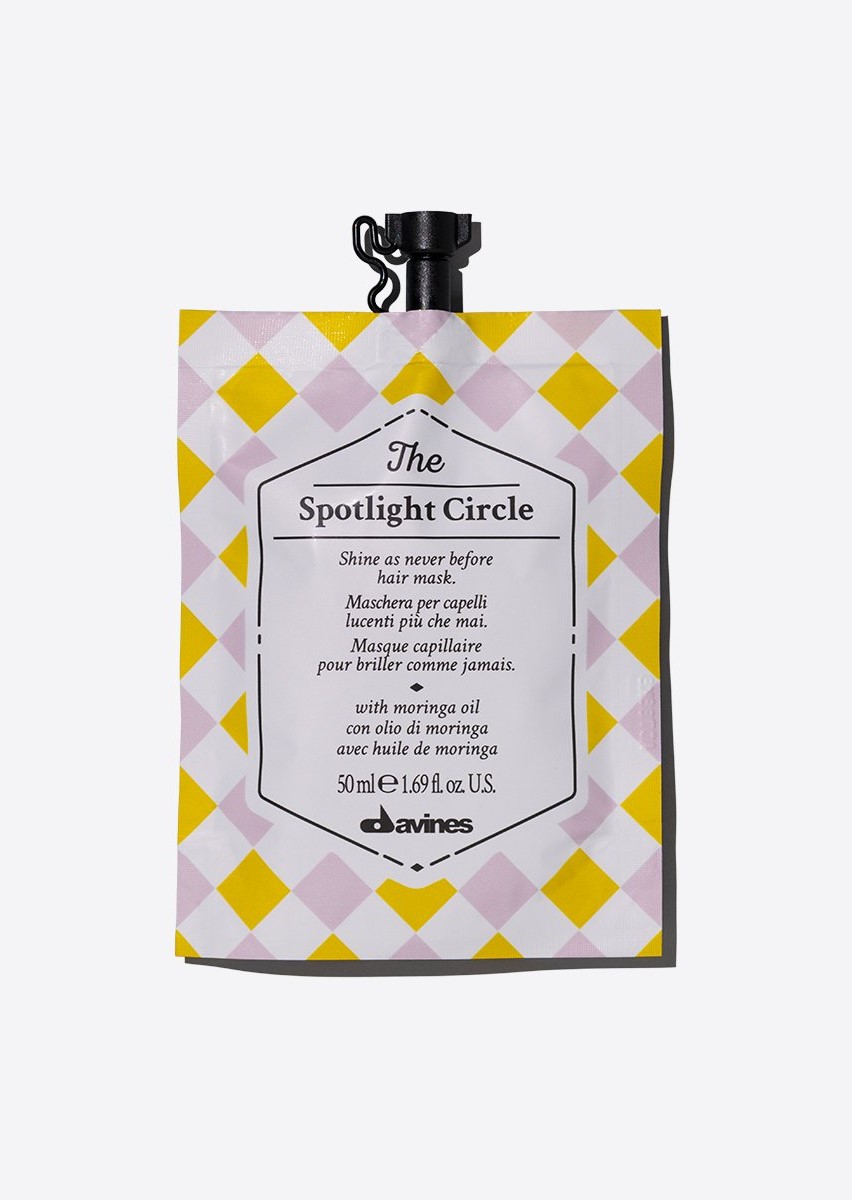 The
Spotlight Circle
Shine as never before
hair mask.
Maschera per capelli
lucenti più che mai.
Masque capillaire
pour briller comme jamais.
with moringa oil
con olio di moringa
avec huile de moringa
50 ml ℮ 1.69 fl. oz. U.S.
davines